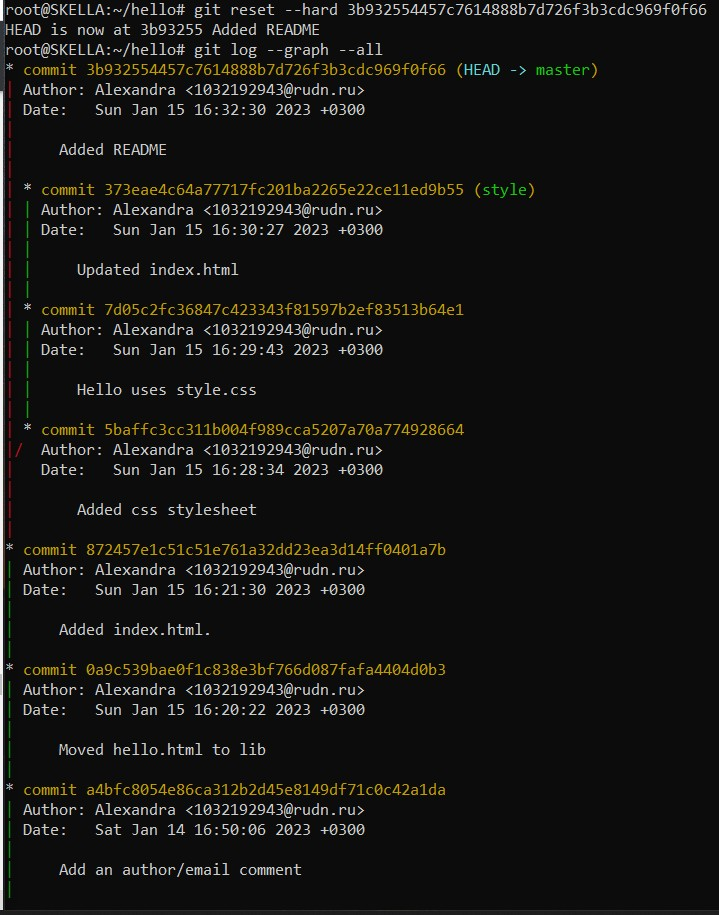 root@SKELLA:~/hello# git reset --hard 3b932554457c7614888b7d726f3b3cdc969f0f66
HEAD is now at 3b93255 Added README
root@SKELLA:~/hello# git log --graph --all
* commit 3b932554457c7614888b7d726f3b3cdc969f0f66 (HEAD -> master)
| Author: Alexandra <1032192943@rudn.ru>
| Date:   Sun Jan 15 16:32:30 2023 +0300
|
|     Added README
|
| * commit 373eae4c64a77717fc201ba2265e22ce11ed9b55 (style)
| | Author: Alexandra <1032192943@rudn.ru>
| | Date:   Sun Jan 15 16:30:27 2023 +0300
| |
| |     Updated index.html
| |
| * commit 7d05c2fc36847c423343f81597b2ef83513b64e1
| | Author: Alexandra <1032192943@rudn.ru>
| | Date:   Sun Jan 15 16:29:43 2023 +0300
| |
| |     Hello uses style.css
| |
| * commit 5baffc3cc311b004f989cca5207a70a774928664
|/  Author: Alexandra <1032192943@rudn.ru>
|   Date:   Sun Jan 15 16:28:34 2023 +0300
|
|       Added css stylesheet
|
* commit 872457e1c51c51e761a32dd23ea3d14ff0401a7b
| Author: Alexandra <1032192943@rudn.ru>
| Date:   Sun Jan 15 16:21:30 2023 +0300
|
|     Added index.html.
|
* commit 0a9c539bae0f1c838e3bf766d087fafa4404d0b3
| Author: Alexandra <1032192943@rudn.ru>
| Date:   Sun Jan 15 16:20:22 2023 +0300
|
|     Moved hello.html to lib
|
* commit a4bfc8054e86ca312b2d45e8149df71c0c42a1da
| Author: Alexandra <1032192943@rudn.ru>
| Date:   Sat Jan 14 16:50:06 2023 +0300
|
|     Add an author/email comment
|